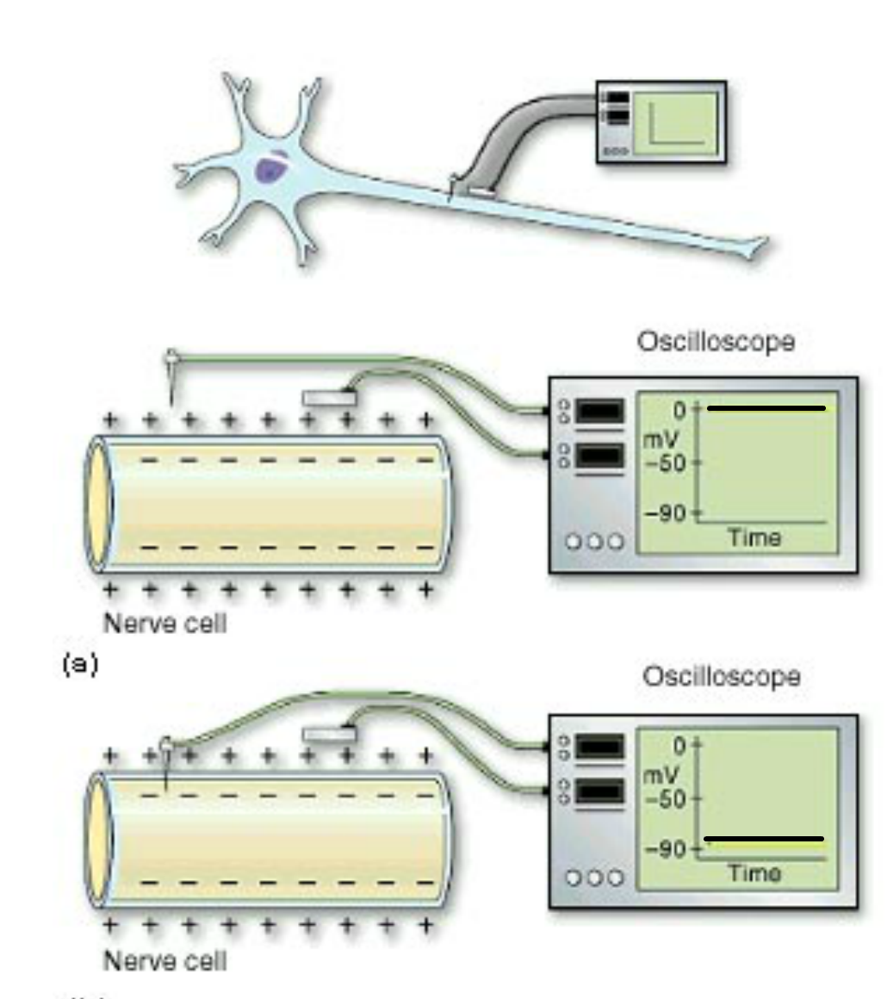 Oscilloscope
0
mV
–50
–90
Time
+ + + + + + + + +
– – – – – – – –
– – – – – – – –
+ + + + + + + + +
Nerve cell
(a)
Oscilloscope
0
mV
–50
–90
Time
+ + + + + + + + +
– – – – – – – –
– – – – – – – –
+ + + + + + + + +
Nerve cell